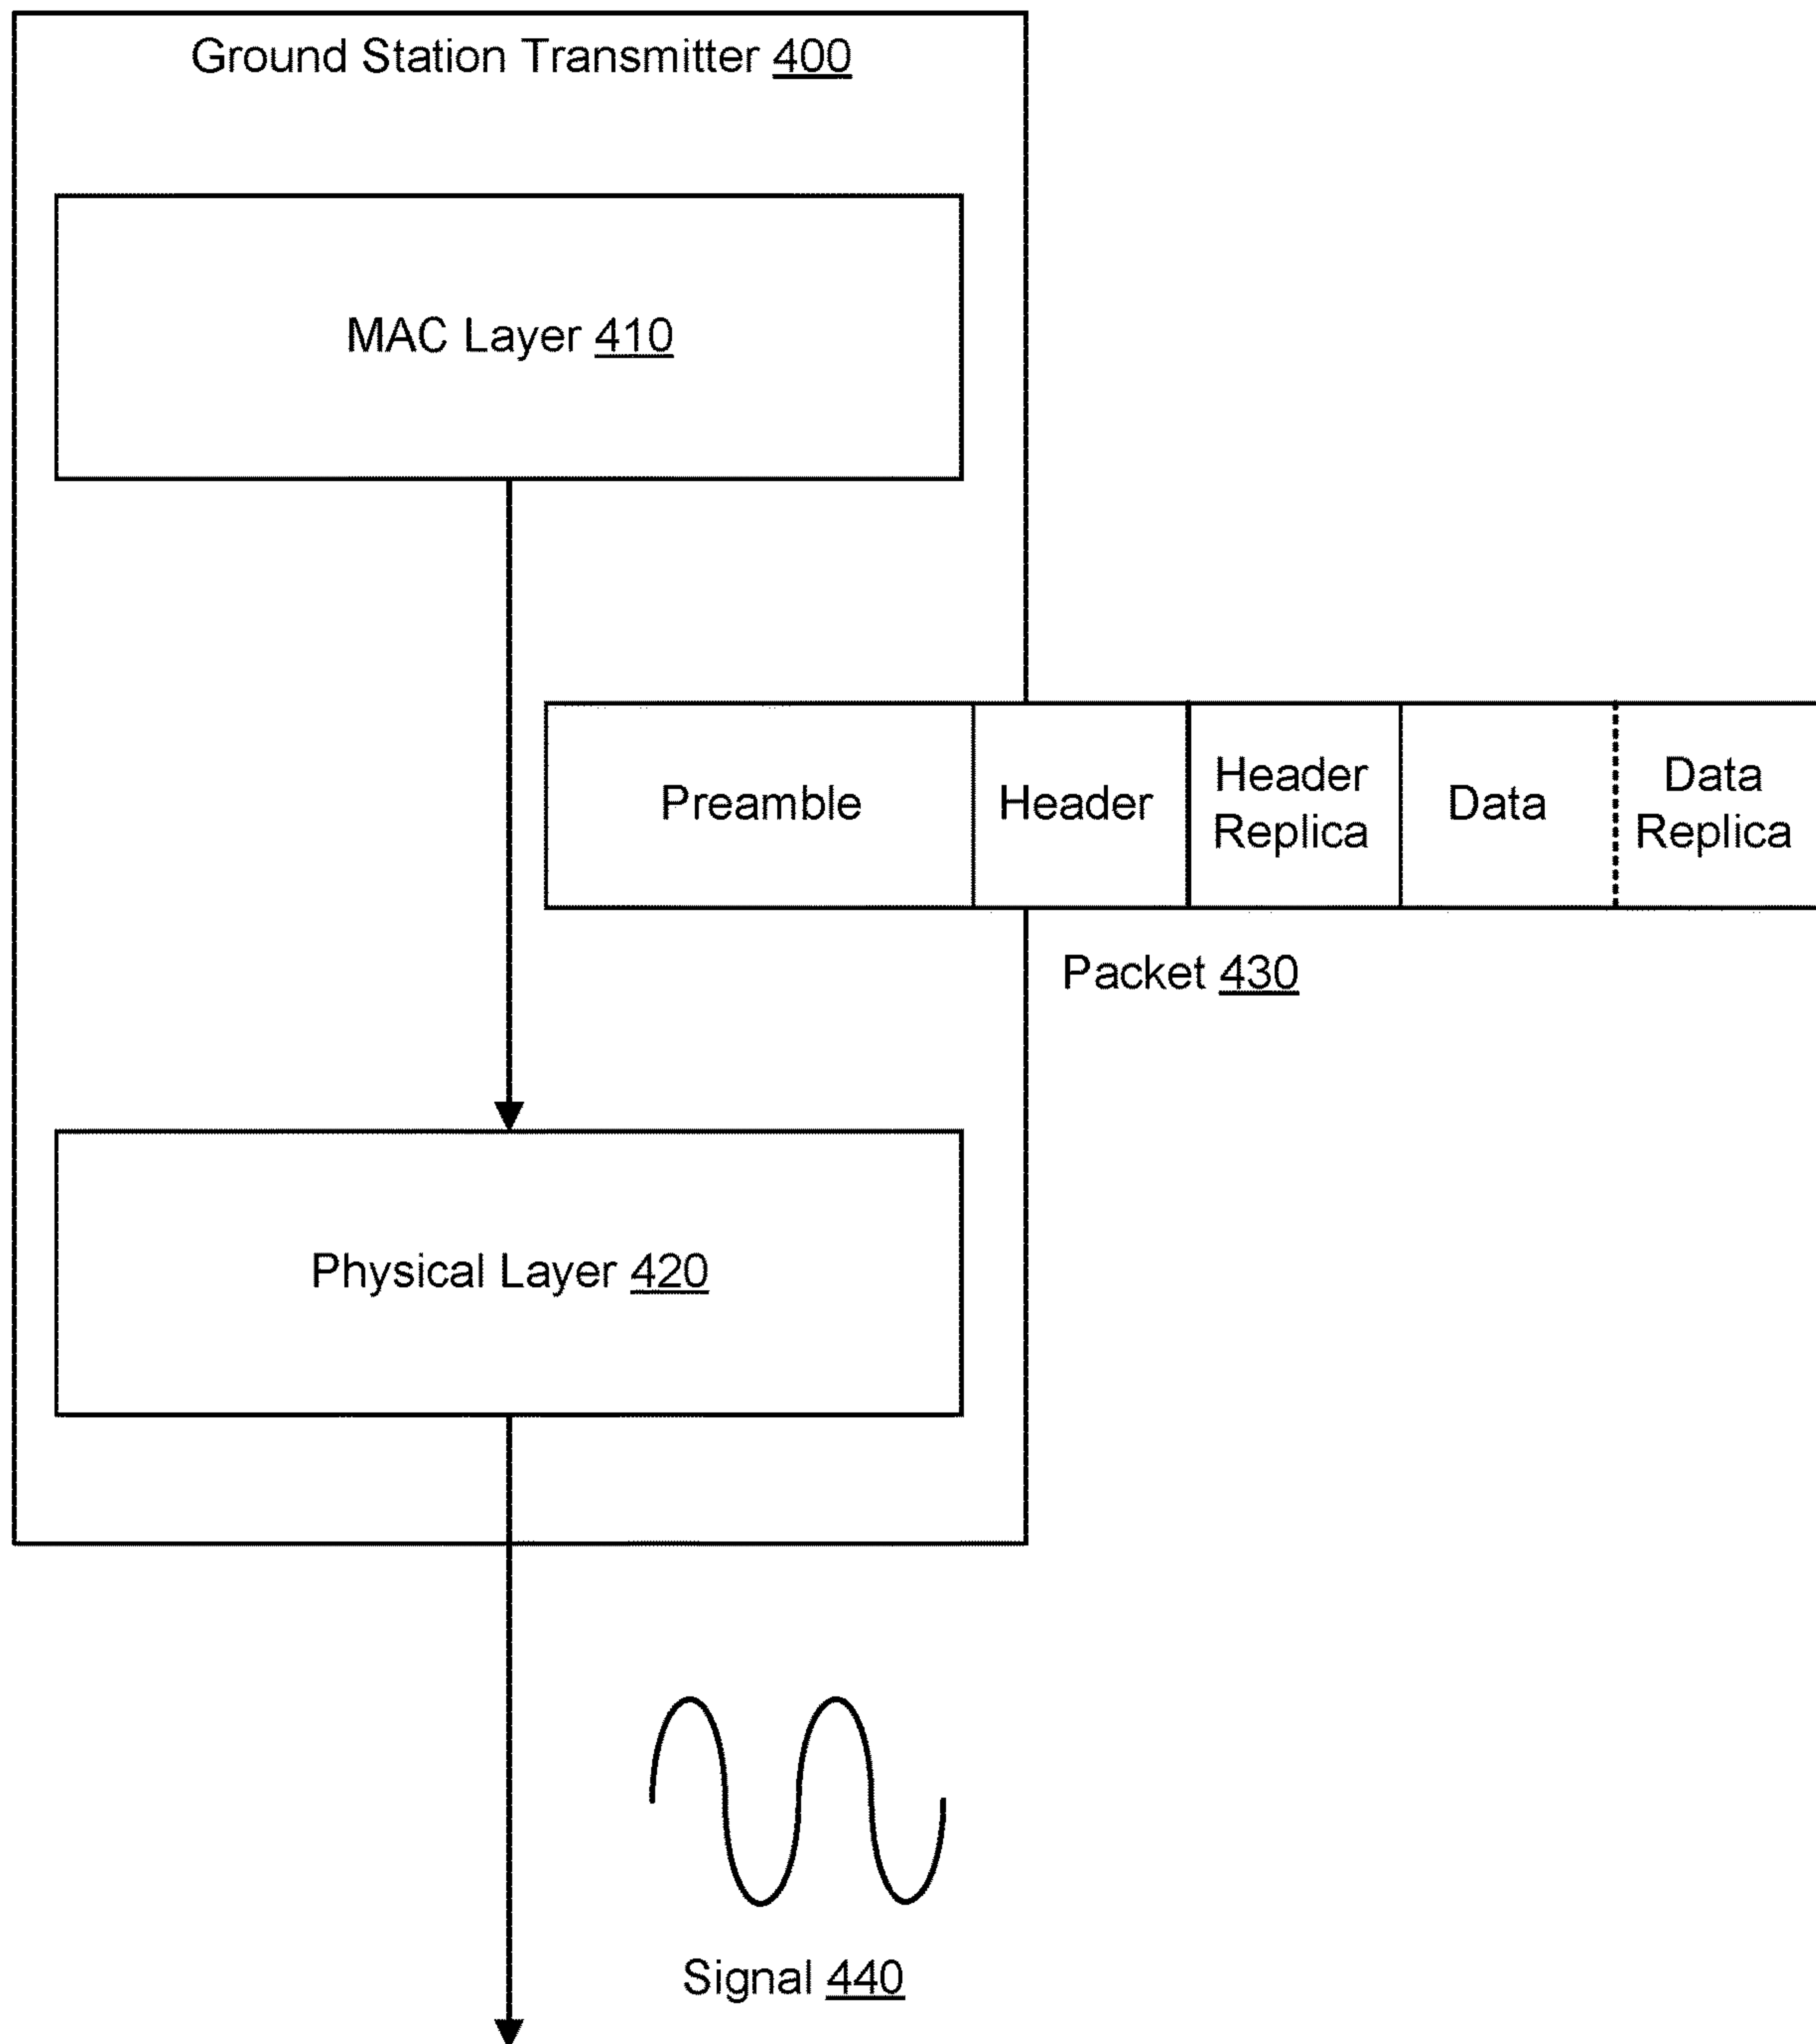 Ground Station Transmitter 400
MAC Layer 410
Preamble
Header
Header
Replica
Data
Data
Replica
Packet 430
Physical Layer 420
Signal 440